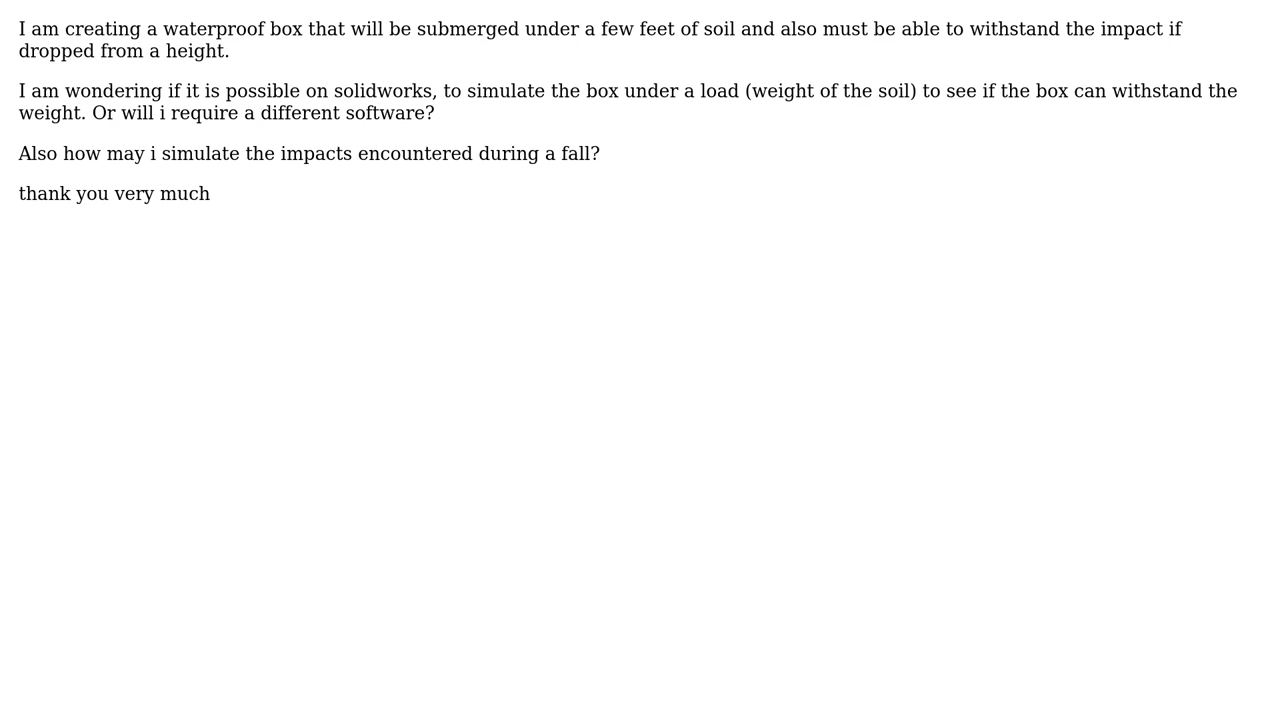 I am creating a waterproof box that will be submerged under a few feet of soil and also must be able to withstand the impact if
dropped from a height.
I am wondering if it is possible on solidworks, to simulate the box under a load (weight of the soil) to see if the box can withstand the
weight. Or will i require a different software?
Also how may i simulate the impacts encountered during a fall?
thank you very much